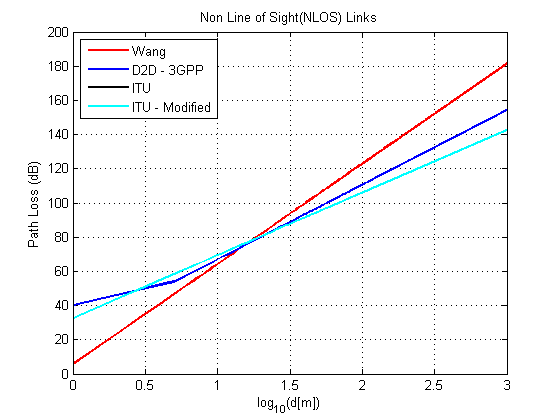 Non Line of Sight(NLOS) Links
Wang
D2D - 3GPP
ITU
ITU - Modified
Path Loss (dB)
200
180
160
140
120
100
80
60
40
20
0
0 0.5 1 1.5 2 2.5 3
log10(d[m])